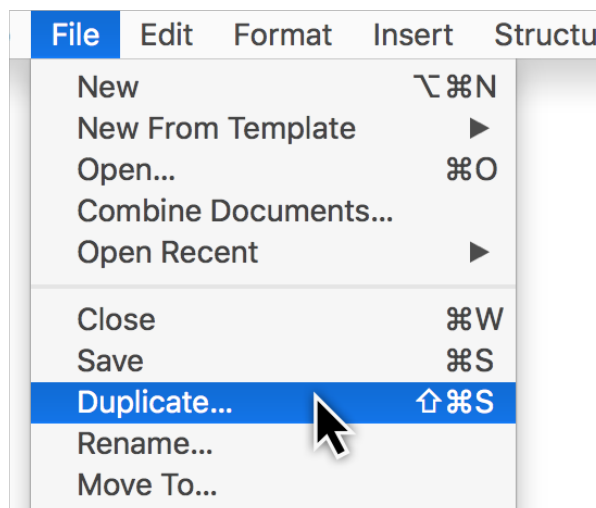 File Edit Format Insert Structu
New ⌥⌘N
New From Template ▶
Open... ⌘O
Combine Documents...
Open Recent ▶
Close ⌘W
Save ⌘S
Duplicate... ⇧⌘S
Rename...
Move To...